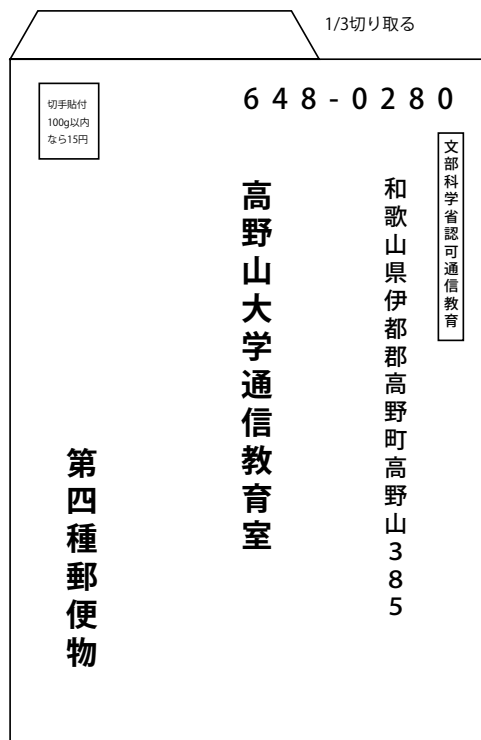 1/3切り取る
切手貼付
100g以内
なら15円
648-0280
文部科学省認可通信教育
和歌山県伊都郡高野町高野山385
高野山大学通信教育室
第四種郵便物